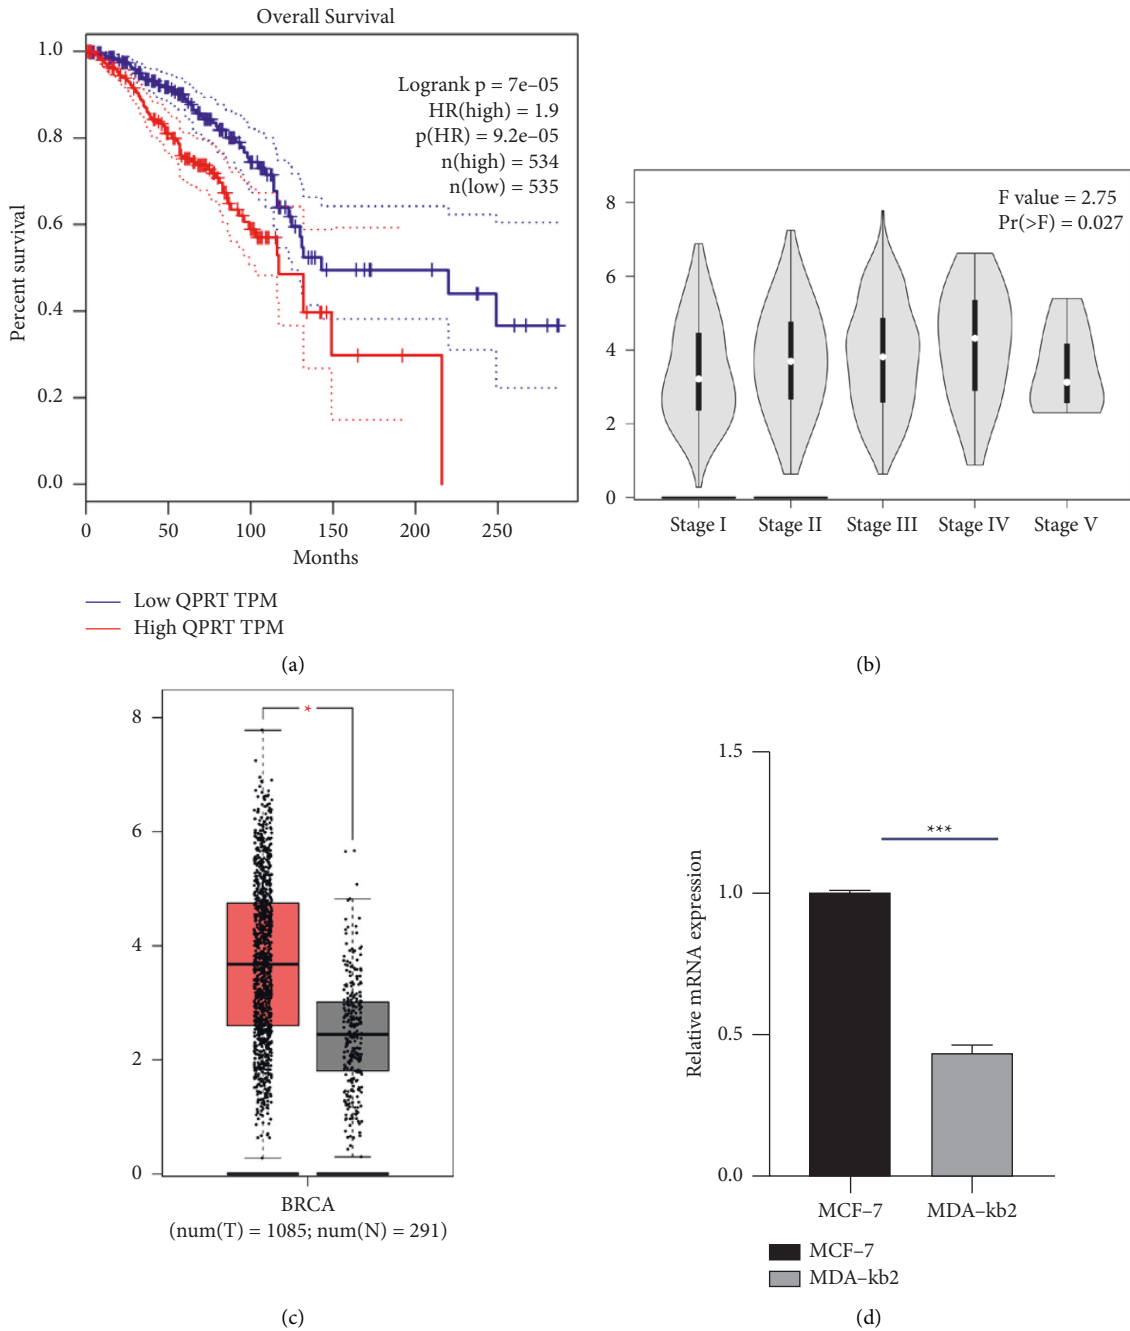 Overall Survival
1.0
0.8
0.6
0.4
0.2
0.0
Percent survival
Logrank p = 7e–05
HR(high) = 1.9
p(HR) = 9.2e–05
n(high) = 534
n(low) = 535
0 50 100 150 200 250
Months
Low QPRT TPM
High QPRT TPM
(a)
8
6
4
2
0
F value = 2.75
Pr(>F) = 0.027
Stage I Stage II Stage III Stage IV Stage V
(b)
8
6
4
2
0
*
BRCA
(num(T) = 1085; num(N) = 291)
(c)
1.5
1.0
0.5
0.0
Relative mRNA expression
***
MCF–7 MDA–kb2
MCF–7
MDA–kb2
(d)